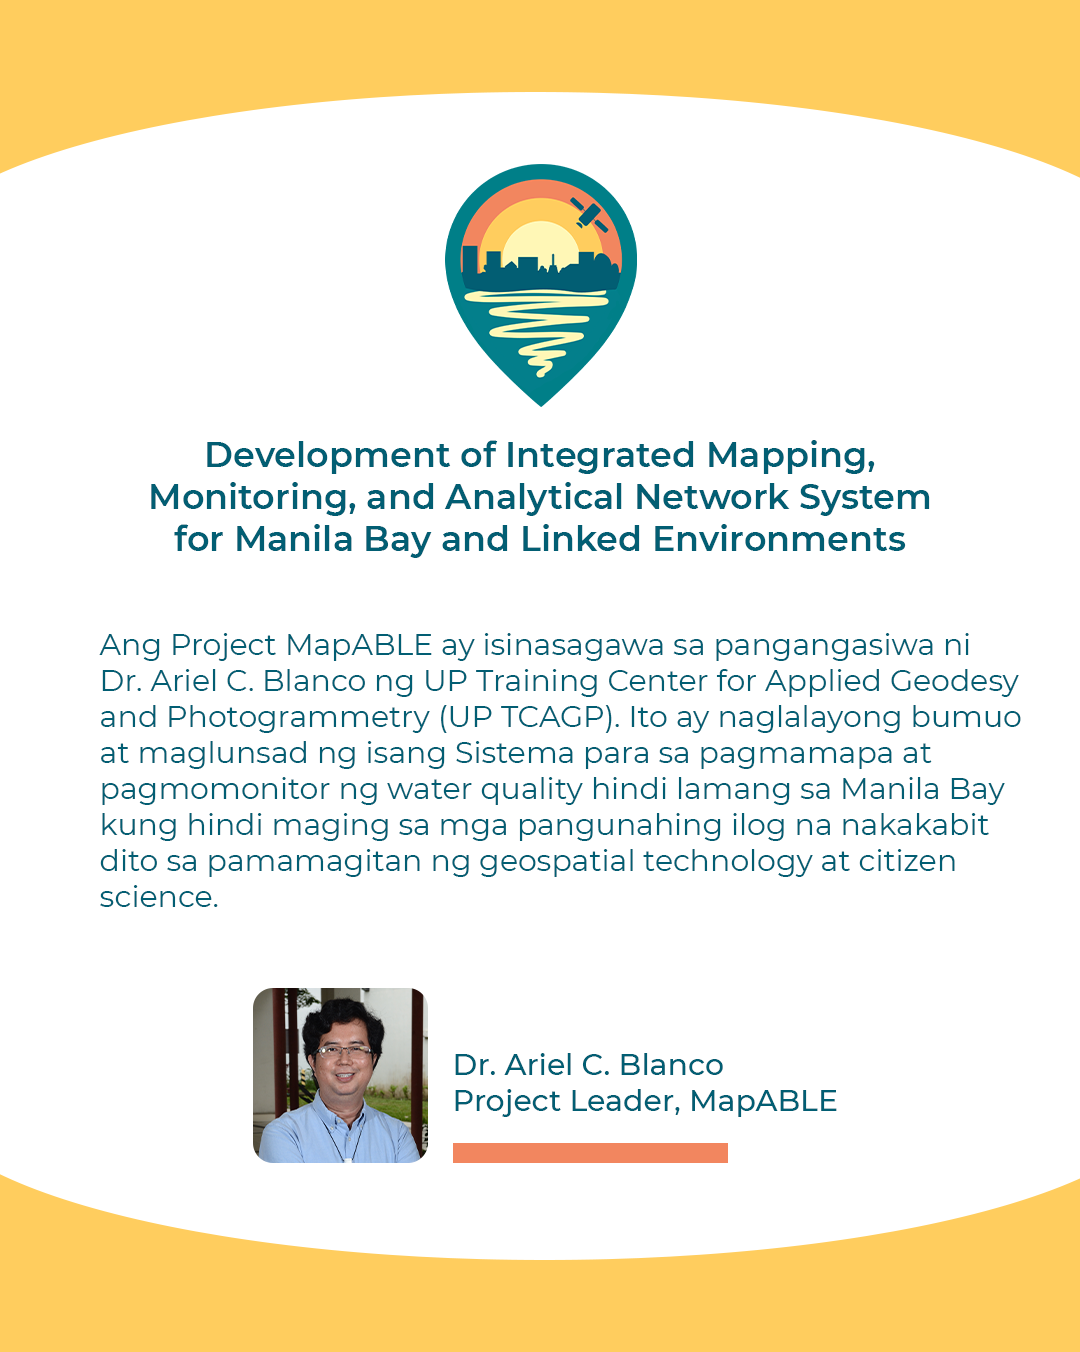 Development of Integrated Mapping,
Monitoring, and Analytical Network System
for Manila Bay and Linked Environments
Ang Project MapABLE ay isinasagawa sa pangangasiwa ni
Dr. Ariel C. Blanco ng UP Training Center for Applied Geodesy
and Photogrammetry (UP TCAGP). Ito ay naglalayong bumuo
at maglunsad ng isang Sistema para sa pagmamapa at
pagmomonitor ng water quality hindi lamang sa Manila Bay
kung hindi maging sa mga pangunahing ilog na nakakabit
dito sa pamamagitan ng geospatial technology at citizen
science.
Dr. Ariel C. Blanco
Project Leader, MapABLE